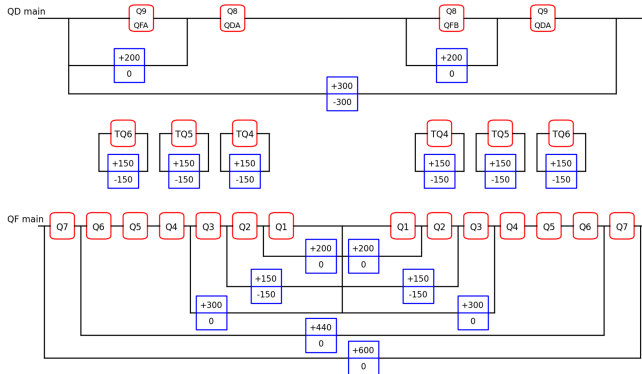 QD main
Q9 Q8 Q8 Q9
QFA QDA QFB QDA
+200 +200
0 0
+300
-300
TQ6 TQ5 TQ4 TQ4 TQ5 TQ6
+150 +150 +150 +150 +150 +150
-150 -150 -150 -150 -150 -150
QF main
Q7 Q6 Q5 Q4 Q3 Q2 Q1 Q1 Q2 Q3 Q4 Q5 Q6 Q7
+200 +200
0 0
+150 +150
-150 -150
+300 +300
0 0
+440
0
+600
0